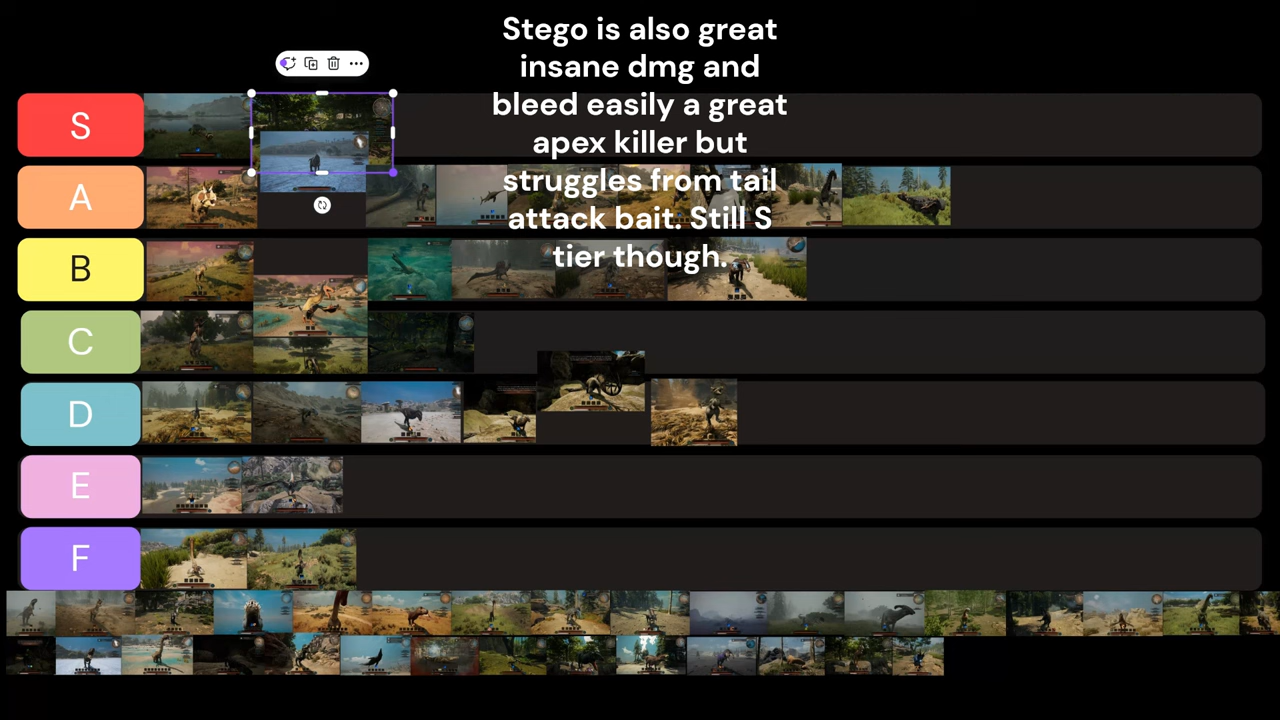 Stego is also great
insane dmg and
bleed easily a great
apex killer but
struggles from tail
attack bait. Still S
tier though.
S
A
B
C
D
E
F